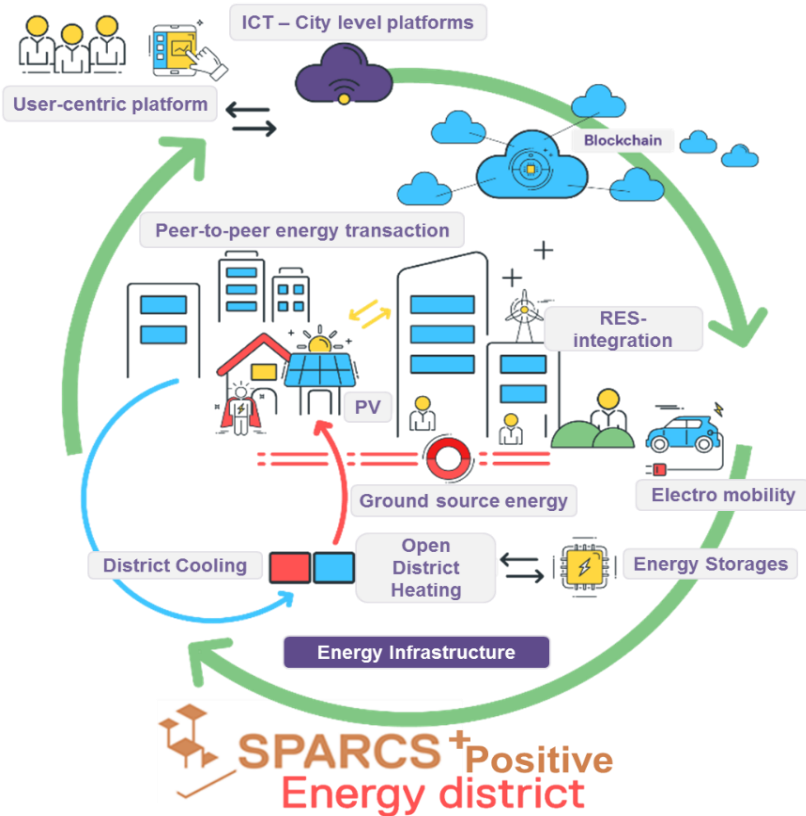 ICT – City level platforms
User-centric platform
Blockchain
Peer-to-peer energy transaction
RES-
integration
PV
Ground source energy
Electro mobility
District Cooling
Open
District
Heating
Energy Storages
Energy Infrastructure
SPARCS + Positive
Energy district